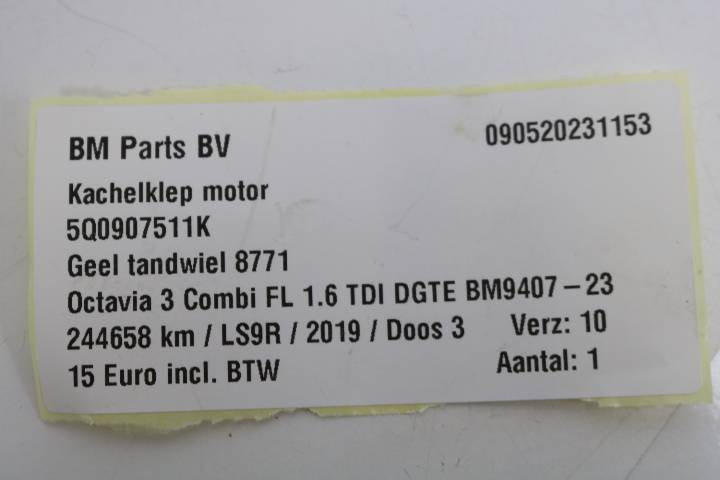 BM Parts BV 090520231153
Kachelklep motor
5Q0907511K
Geel tandwiel 8771
Octavia 3 Combi FL 1.6 TDI DGTE BM9407-23
244658 km / LS9R / 2019 / Doos 3 Verz: 10
15 Euro incl. BTW Aantal: 1